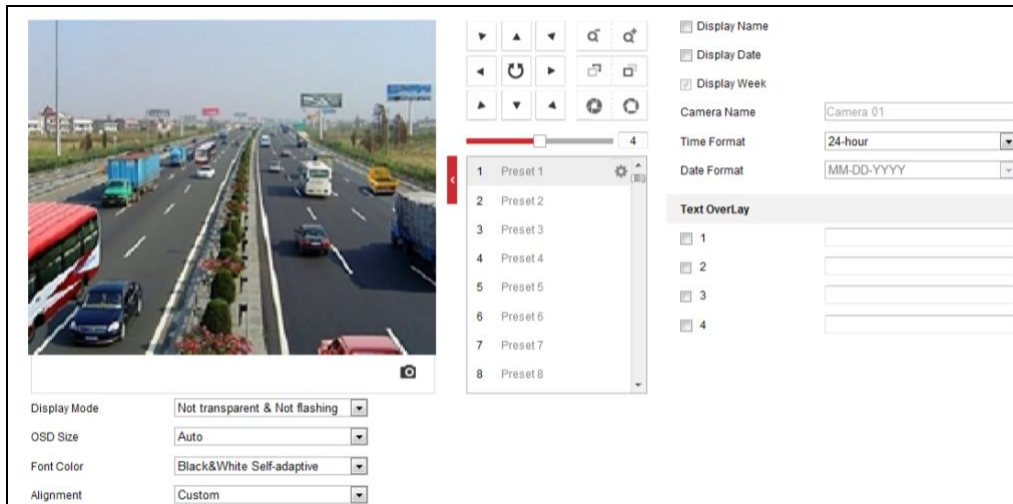 Display Name
Display Date
Display Week
Camera Name Camera 01
Time Format 24-hour
Date Format MM-DD-YYYY
4
1 Preset 1
2 Preset 2
3 Preset 3
4 Preset 4
5 Preset 5
6 Preset 6
7 Preset 7
8 Preset 8
Text OverLay
1
2
3
4
Display Mode Not transparent & Not flashing
OSD Size Auto
Font Color Black&White Self-adaptive
Alignment Custom